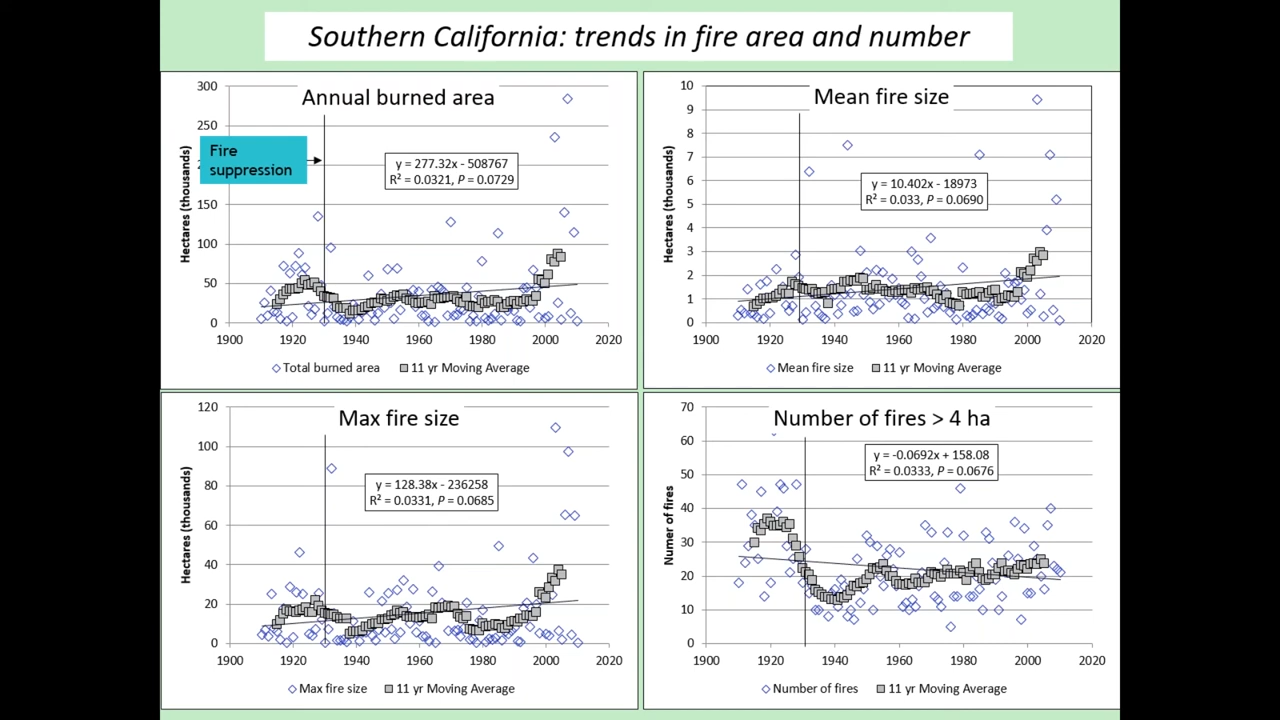 Southern California: trends in fire area and number
Annual burned area
Hectares (thousands)
300
250
2
150
100
50
0
Fire
suppression
y = 277.32x - 508767
R² = 0.0321, P = 0.0729
1900 1920 1940 1960 1980 2000 2020
Total burned area 11 yr Moving Average
Mean fire size
Hectares (thousands)
10
9
8
7
6
5
4
3
2
1
0
y = 10.402x - 18973
R² = 0.033, P = 0.0690
1900 1920 1940 1960 1980 2000 2020
Mean fire size 11 yr Moving Average
Max fire size
Hectares (thousands)
120
100
80
60
40
20
0
y = 128.38x - 236258
R² = 0.0331, P = 0.0685
1900 1920 1940 1960 1980 2000 2020
Max fire size 11 yr Moving Average
Number of fires > 4 ha
Numer of fires
70
60
50
40
30
20
10
0
y = -0.0692x + 158.08
R² = 0.0333, P = 0.0676
1900 1920 1940 1960 1980 2000 2020
Number of fires 11 yr Moving Average